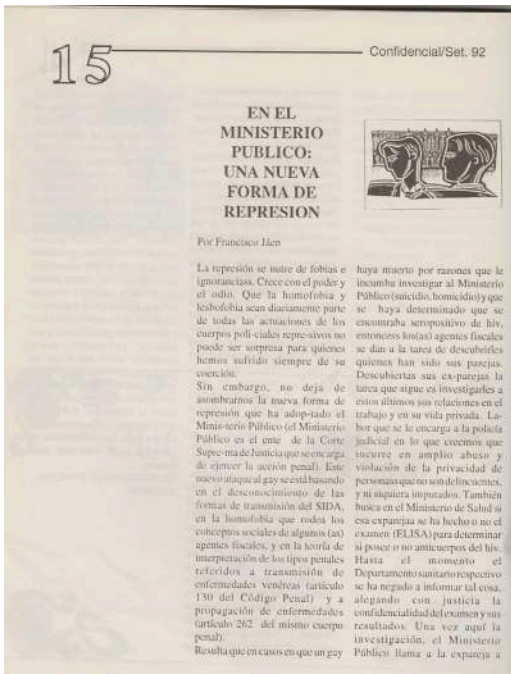 15
Confidencial/Set. 92
EN EL
MINISTERIO
PUBLICO:
UNA NUEVA
FORMA DE
REPRESION
Por Francisco Jáen
La represión se nutre de fobias e
ignoranciass. Crece con el poder y
el odio. Que la homofobia y
lesbofobia sean diariamente parte
de todas las actuaciones de los
cuerpos poli-ciales repre-sivos no
puede ser sorpresa para quienes
hemos sufrido siempre de su
coerción.
Sin embargo, no deja de
asombrarnos la nueva forma de
represión que ha adop-tado el
Minis-terio Público (el Ministerio
Público es el ente de la Corte
Supre-ma de Justicia que se encarga
de ejercer la acción penal). Este
nuevo ataque al gay se está basando
en el desconocimiento de las
formas de transmisión del SIDA,
en la homofobia que rodea los
conceptos sociales de algunos (as)
agentes fiscales, y en la teoría de
interpretación de los tipos penales
referidos a transmisión de
enfermedades venéreas (artículo
130 del Código Penal) y a
propagación de enfermedades
(artículo 262 del mismo cuerpo
penal).
Resulta que en casos en que un gay
haya muerto por razones que le
incumba investigar al Ministerio
Público (suicidio, homicidio) y que
se haya determinado que se
encontraba seropositivo de hiv,
entoncess los(as) agentes fiscales
se dan a la tarea de descubrirles
quienes han sido sus parejas.
Descubiertas sus ex-parejas la
tarea que sigue es investigarles a
estos últimos sus relaciones en el
trabajo y en su vida privada. La-
bor que se le encarga a la policía
judicial en lo que creemos que
incurre en amplio abuso y
violación de la privacidad de
personas que no son delincuentes,
y ni siquiera imputados. También
busca en el Ministerio de Salud si
esa exparejaa se ha hecho o no el
examen (ELISA) para determinar
si posee o no anticuerpos del hiv.
Hasta el momento el
Departamento sanitario respectivo
se ha negado a informar tal cosa,
alegando con justicia la
confidencialidad del examen y sus
resultados. Una vez aquí la
investigación, el Ministerio
Público llama a la expareja a